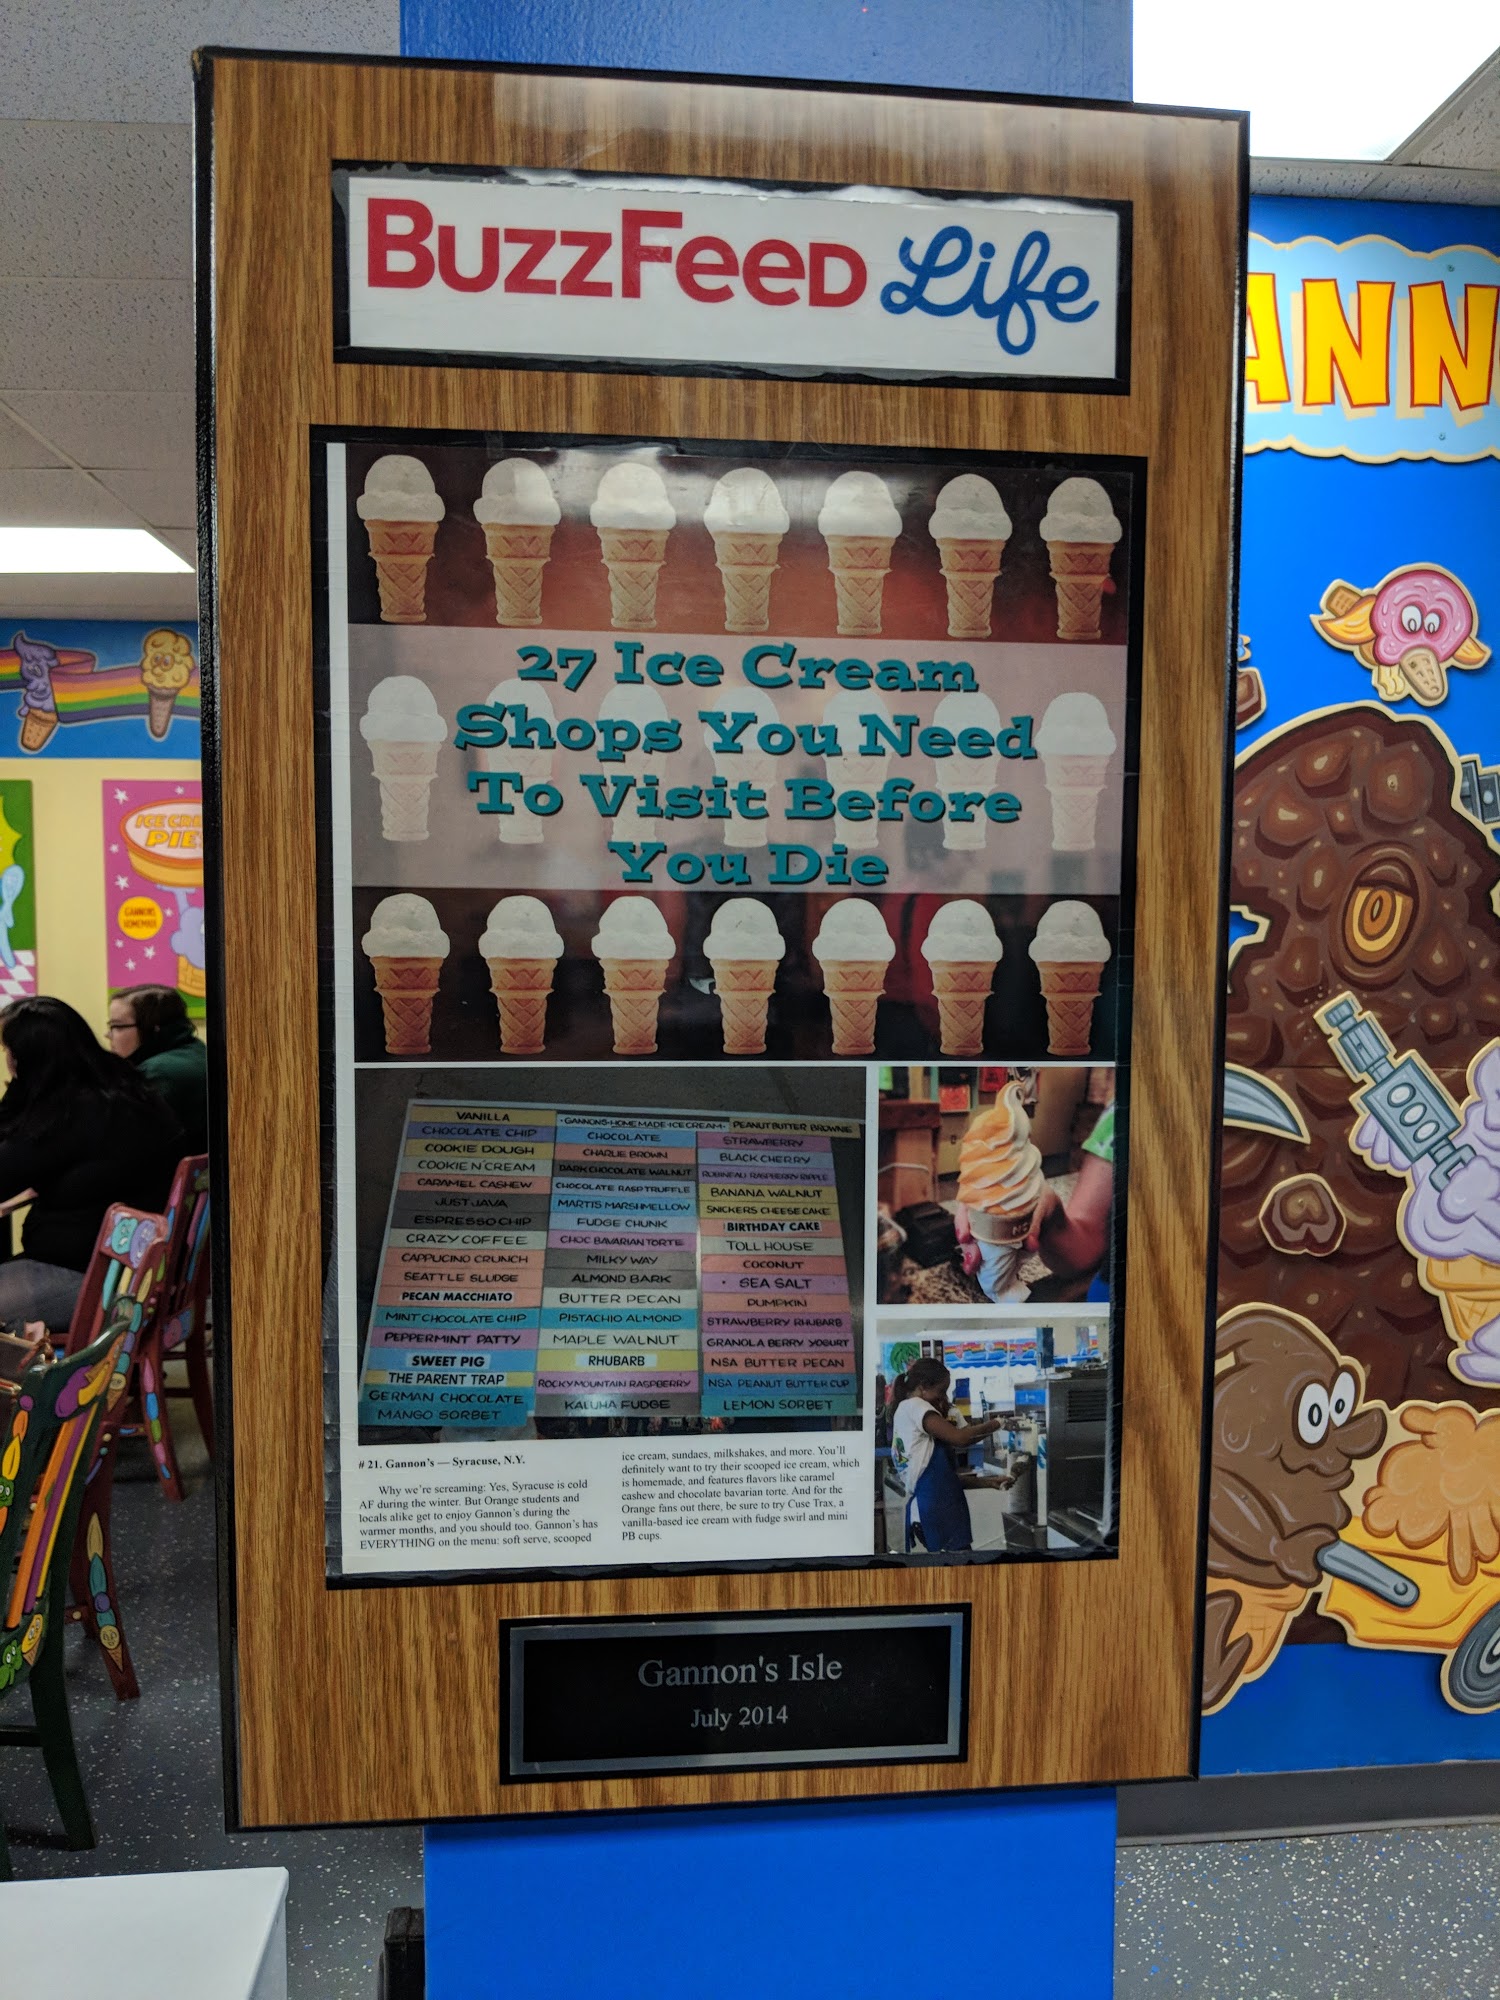 BuzzFeed Life
27 Ice Cream
Shops You Need
To Visit Before
You Die
VANILLA
CHOCOLATE CHIP
COOKIE DOUGH
COOKIE N'CREAM
CARAMEL CASHEW
JUST JAVA
ESPRESSO CHIP
CRAZY COFFEE
CAPPUCINO CRUNCH
SEATTLE SLUDGE
PECAN MACCHIATO
MINT CHOCOLATE CHIP
PEPPERMINT PATTY
SWEET PIG
THE PARENT TRAP
GERMAN CHOCOLATE
MANGO SORBET
·GANNONS·HOMEMADE·ICECREAM·
CHOCOLATE
CHARLIE BROWN
DARK CHOCOLATE WALNUT
CHOCOLATE RASP TRUFFLE
MARTIS MARSHMELLOW
FUDGE CHUNK
CHOC BAVARIAN TORTE
MILKY WAY
ALMOND BARK
BUTTER PECAN
PISTACHIO ALMOND
MAPLE WALNUT
RHUBARB
ROCKY MOUNTAIN RASPBERRY
KALUHA FUDGE
PEANUT BUTTER BROWNIE
STRAWBERRY
BLACK CHERRY
ROBINEAU RASPBERRY RIPPLE
BANANA WALNUT
SNICKERS CHEESECAKE
BIRTHDAY CAKE
TOLL HOUSE
COCONUT
· SEA SALT
PUMPKIN
STRAWBERRY RHUBARB
GRANOLA BERRY YOGURT
NSA BUTTER PECAN
NSA PEANUT BUTTER CUP
LEMON SORBET
# 21. Gannon's — Syracuse, N.Y.
Why we're screaming: Yes, Syracuse is cold
AF during the winter. But Orange students and
locals alike get to enjoy Gannon's during the
warmer months, and you should too. Gannon's has
EVERYTHING on the menu: soft serve, scooped
ice cream, sundaes, milkshakes, and more. You'll
definitely want to try their scooped ice cream, which
is homemade, and features flavors like caramel
cashew and chocolate bavarian torte. And for the
Orange fans out there, be sure to try Cuse Trax, a
vanilla-based ice cream with fudge swirl and mini
PB cups.
Gannon's Isle
July 2014
ANN
ICE CR
PIE
GANNONS
HOMEMADE